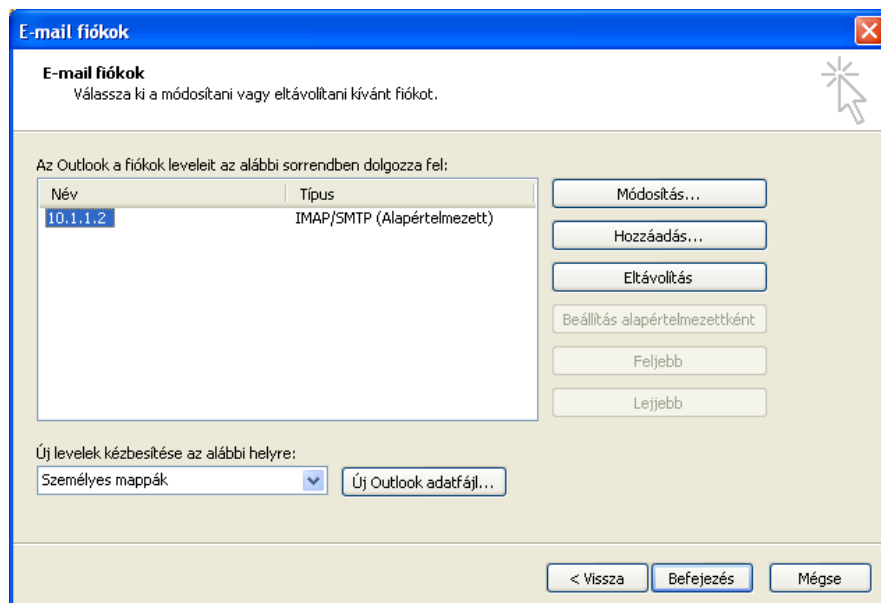 E-mail fiókok
E-mail fiókok
Válassza ki a módosítani vagy eltávolítani kívánt fiókot.
Az Outlook a fiókok leveleit az alábbi sorrendben dolgozza fel:
Név Típus
10.1.1.2 IMAP/SMTP (Alapértelmezett)
Módosítás...
Hozzáadás...
Eltávolítás
Beállítás alapértelmezettként
Feljebb
Lejjebb
Új levelek kézbesítése az alábbi helyre:
Személyes mappák Új Outlook adatfájl...
< Vissza Befejezés Mégse